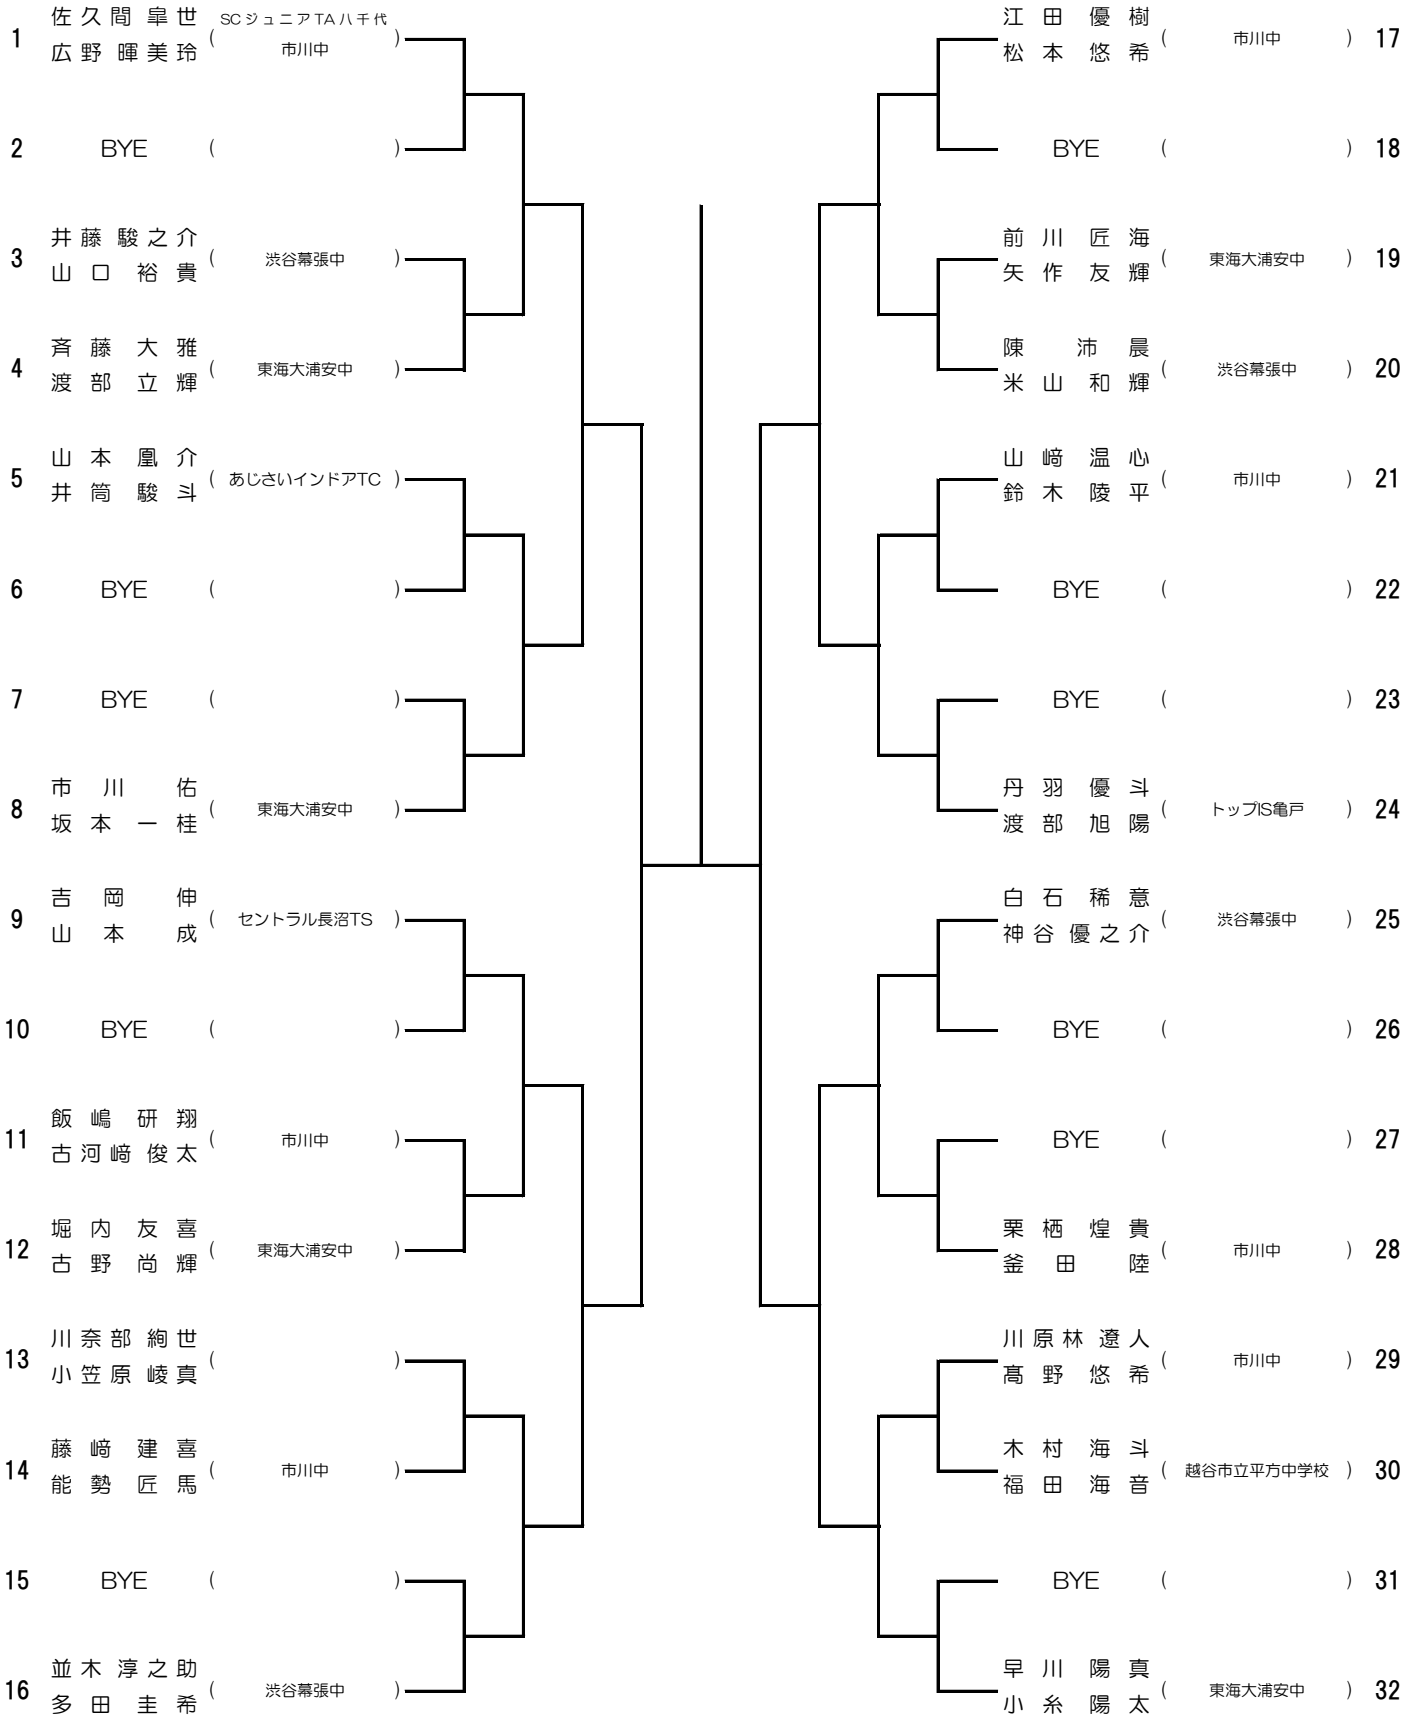 1 佐久間 皐世 (SCジュニアTA八千代)
広野 暉美玲 市川中
2 BYE ( )
3 井藤 駿之介 (渋谷幕張中)
山口 裕貴
4 斉藤 大雅 (東海大浦安中)
渡部 立輝
5 山本 凰介 (あじさいインドアTC)
井筒 駿斗
6 BYE ( )
7 BYE ( )
8 市川 佑 (東海大浦安中)
坂本 一桂
9 吉岡 伸 (セントラル長沼TS)
山本 成
10 BYE ( )
11 飯嶋 研翔 (市川中)
古河﨑 俊太
12 堀内 友喜 (東海大浦安中)
古野 尚輝
13 川奈部 絢世 ( )
小笠原 崚真
14 藤﨑 建喜 (市川中)
能勢 匠馬
15 BYE ( )
16 並木 淳之助 (渋谷幕張中)
多田 圭希
江田 優樹 (市川中) 17
松本 悠希
BYE ( ) 18
前川 匠海 (東海大浦安中) 19
矢作 友輝
陳 沛晨 (渋谷幕張中) 20
米山 和輝
山﨑 温心 (市川中) 21
鈴木 陵平
BYE ( ) 22
BYE ( ) 23
丹羽 優斗 (トップIS亀戸) 24
渡部 旭陽
白石 稀意 (渋谷幕張中) 25
神谷 優之介
BYE ( ) 26
BYE ( ) 27
栗栖 煌貴 (市川中) 28
釜田 陸
川原林 遼人 (市川中) 29
髙野 悠希
木村 海斗 (越谷市立平方中学校) 30
福田 海音
BYE ( ) 31
早川 陽真 (東海大浦安中) 32
小糸 陽太